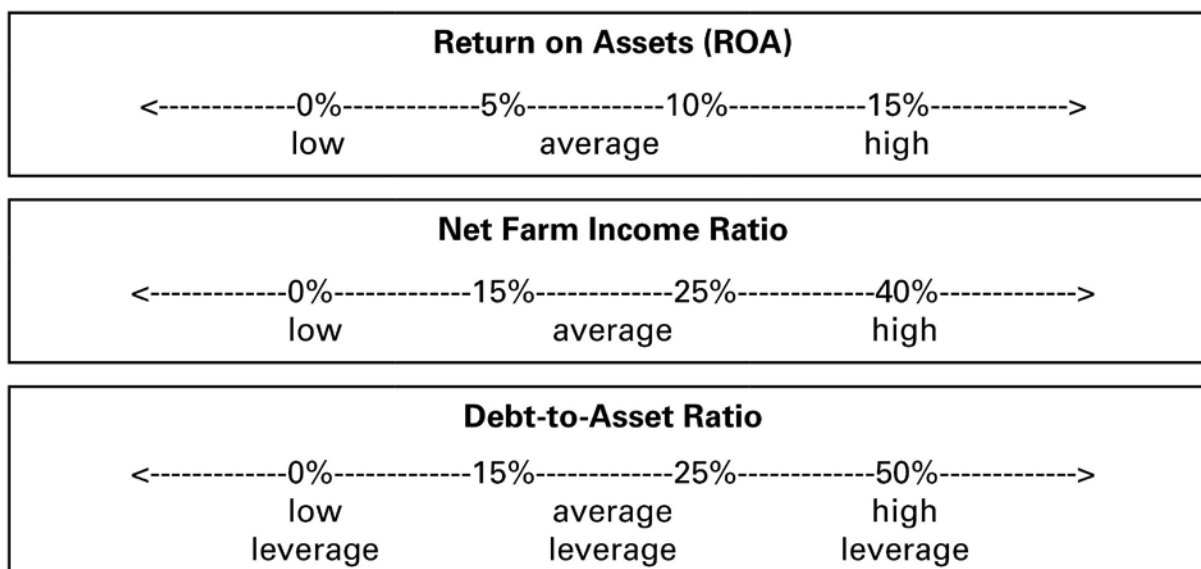 Return on Assets (ROA)
<-------------0%-------------5%-------------10%-------------15%------------->
low average high
Net Farm Income Ratio
<-------------0%-------------15%-------------25%-------------40%------------->
low average high
Debt-to-Asset Ratio
<-------------0%-------------15%-------------25%-------------50%------------->
low average high
leverage leverage leverage